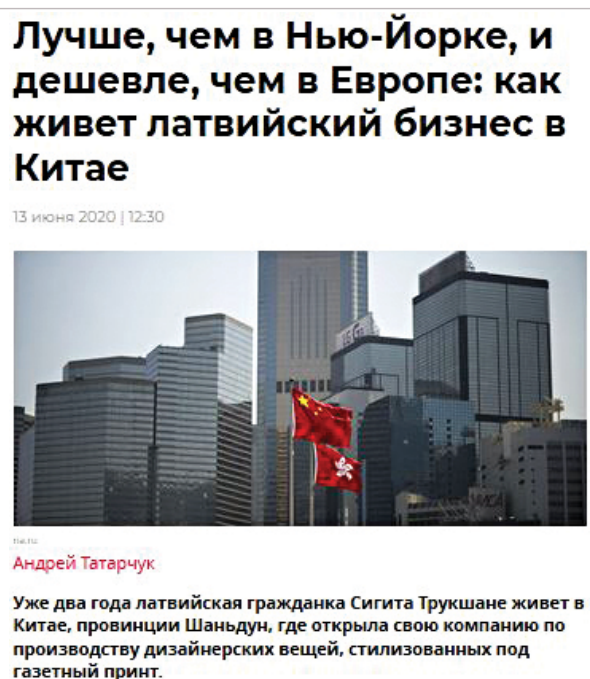 Лучше, чем в Нью-Йорке, и
дешевле, чем в Европе: как
живет латвийский бизнес в
Китае
13 июня 2020 | 12:30
LG
Андрей Татарчук
Уже два года латвийская гражданка Сигита Трукшане живет в
Китае, провинции Шаньдун, где открыла свою компанию по
производству дизайнерских вещей, стилизованных под
газетный принт.